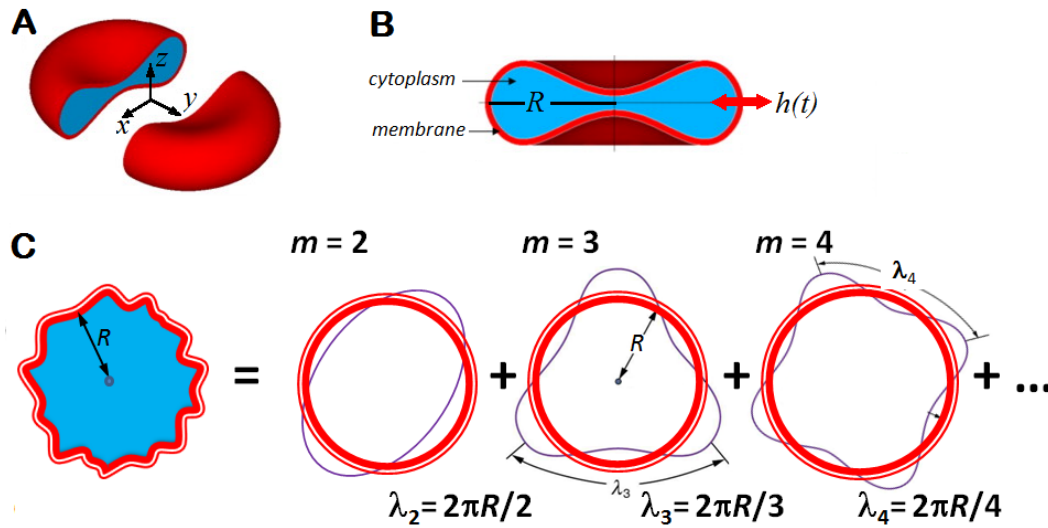 A
B
z
x
y
cytoplasm
R
membrane
h(t)
C
m = 2
m = 3
m = 4
λ₄
R
=
+
R
+
+ ...
λ₃
λ₂= 2πR/2
λ₃= 2πR/3
λ₄= 2πR/4